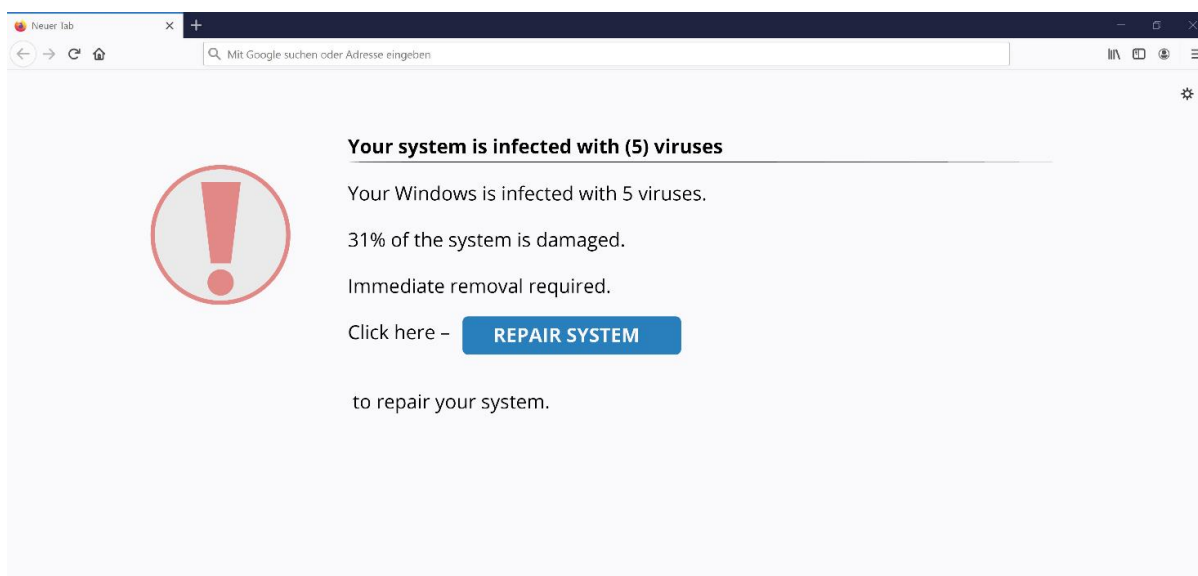 Neuer Tab
Mit Google suchen oder Adresse eingeben
Your system is infected with (5) viruses
Your Windows is infected with 5 viruses.
31% of the system is damaged.
Immediate removal required.
Click here – REPAIR SYSTEM
to repair your system.